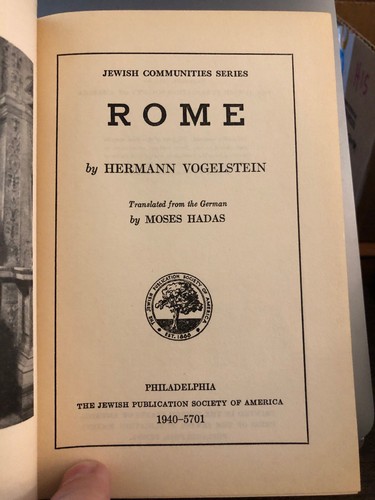 JEWISH COMMUNITIES SERIES
ROME
by HERMANN VOGELSTEIN
Translated from the German
by MOSES HADAS
THE JEWISH PUBLICATION SOCIETY OF AMERICA
EST. 1888
PHILADELPHIA
THE JEWISH PUBLICATION SOCIETY OF AMERICA
1940–5701